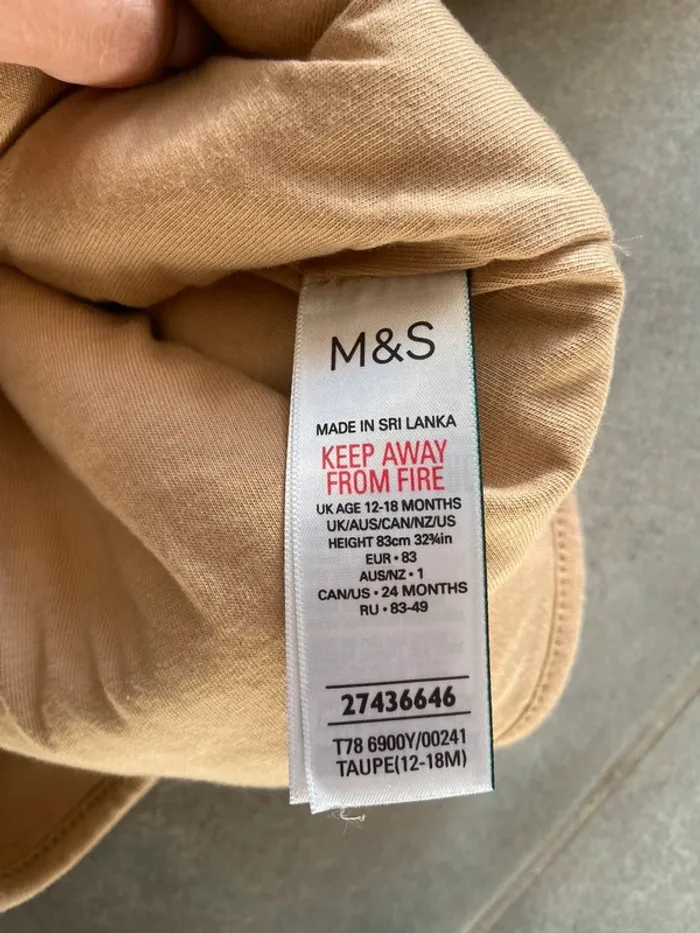 M&S
MADE IN SRI LANKA
KEEP AWAY
FROM FIRE
UK AGE 12-18 MONTHS
UK/AUS/CAN/NZ/US
HEIGHT 83cm 32¾in
EUR • 83
AUS/NZ • 1
CAN/US • 24 MONTHS
RU • 83-49
27436646
T78 6900Y/00241
TAUPE(12-18M)